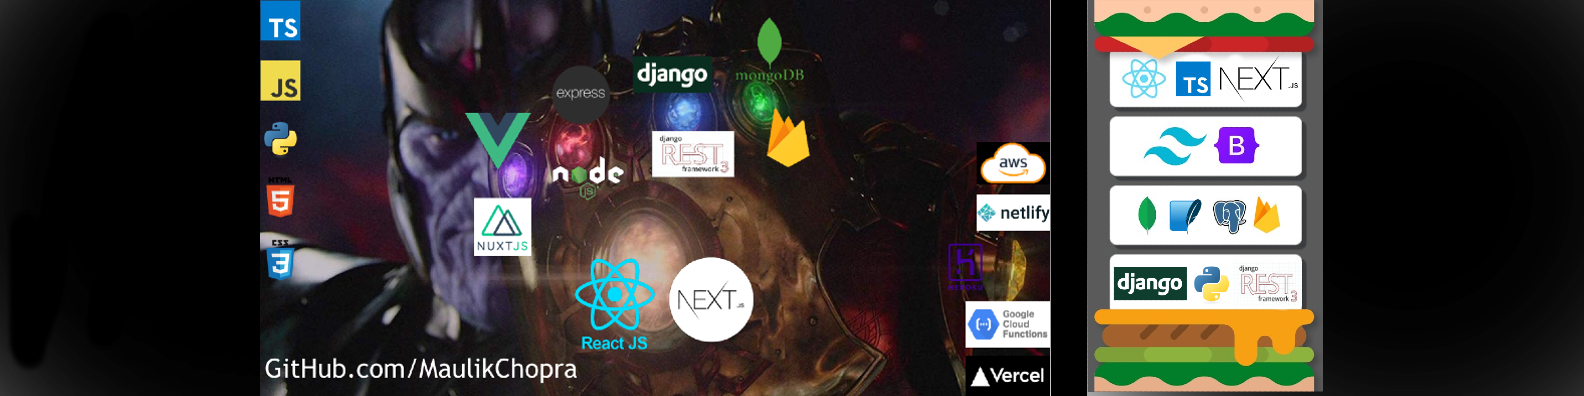 TS
JS
HTML
5
CSS
3
express
django
mongoDB
node
JS
django
REST
framework 3
NUXTJS
React JS
NEXT.JS
aws
netlify
HEROKU
Google
Cloud
Functions
Vercel
GitHub.com/MaulikChopra
TS
NEXT.JS
B
django
django
REST
framework 3